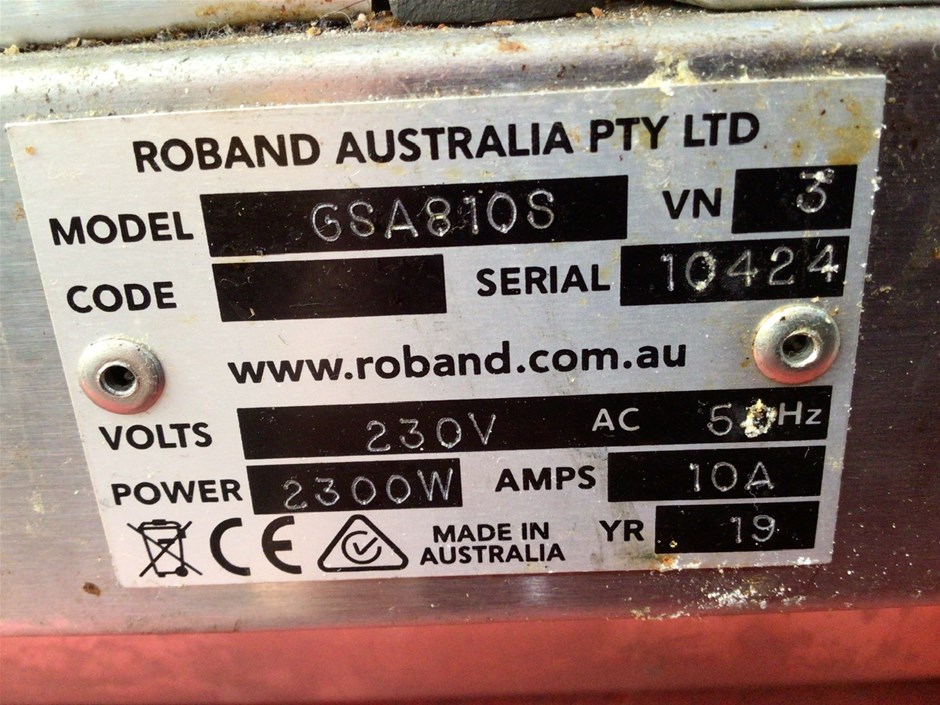 ROBAND AUSTRALIA PTY LTD
MODEL GSA810S VN 3
CODE SERIAL 10424
www.roband.com.au
VOLTS 230V AC 50Hz
POWER 2300W AMPS 10A
CE MADE IN AUSTRALIA YR 19